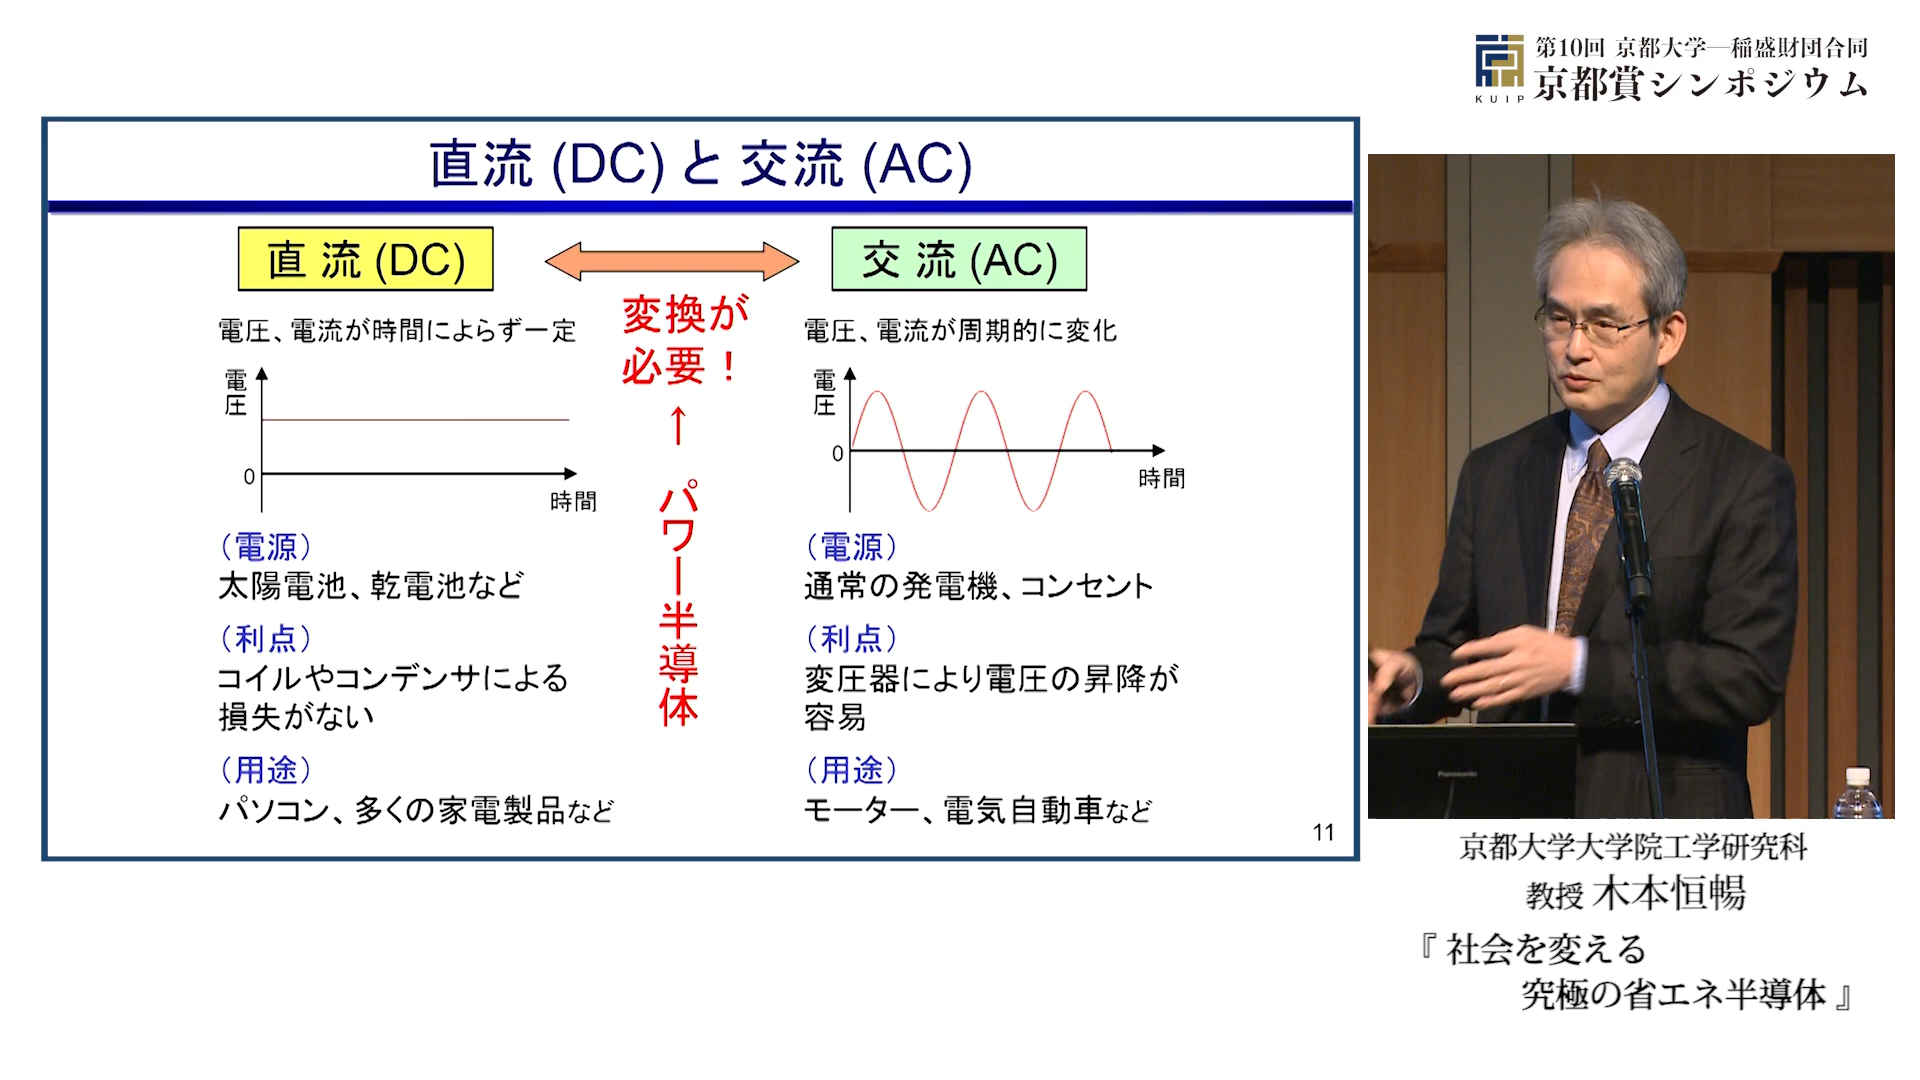 第10回 京都大学―稲盛財団合同
京都賞シンポジウム
KUIP
直流 (DC) と 交流 (AC)
直 流 (DC)
電圧、電流が時間によらず一定
電圧
0
時間
（電源）
太陽電池、乾電池など
（利点）
コイルやコンデンサによる
損失がない
（用途）
パソコン、多くの家電製品など
変換が
必要！
↑
パワー半導体
交 流 (AC)
電圧、電流が周期的に変化
電圧
0
時間
（電源）
通常の発電機、コンセント
（利点）
変圧器により電圧の昇降が
容易
（用途）
モーター、電気自動車など
11
Panasonic
京都大学大学院工学研究科
教授 木本恒暢
『 社会を変える
究極の省エネ半導体 』